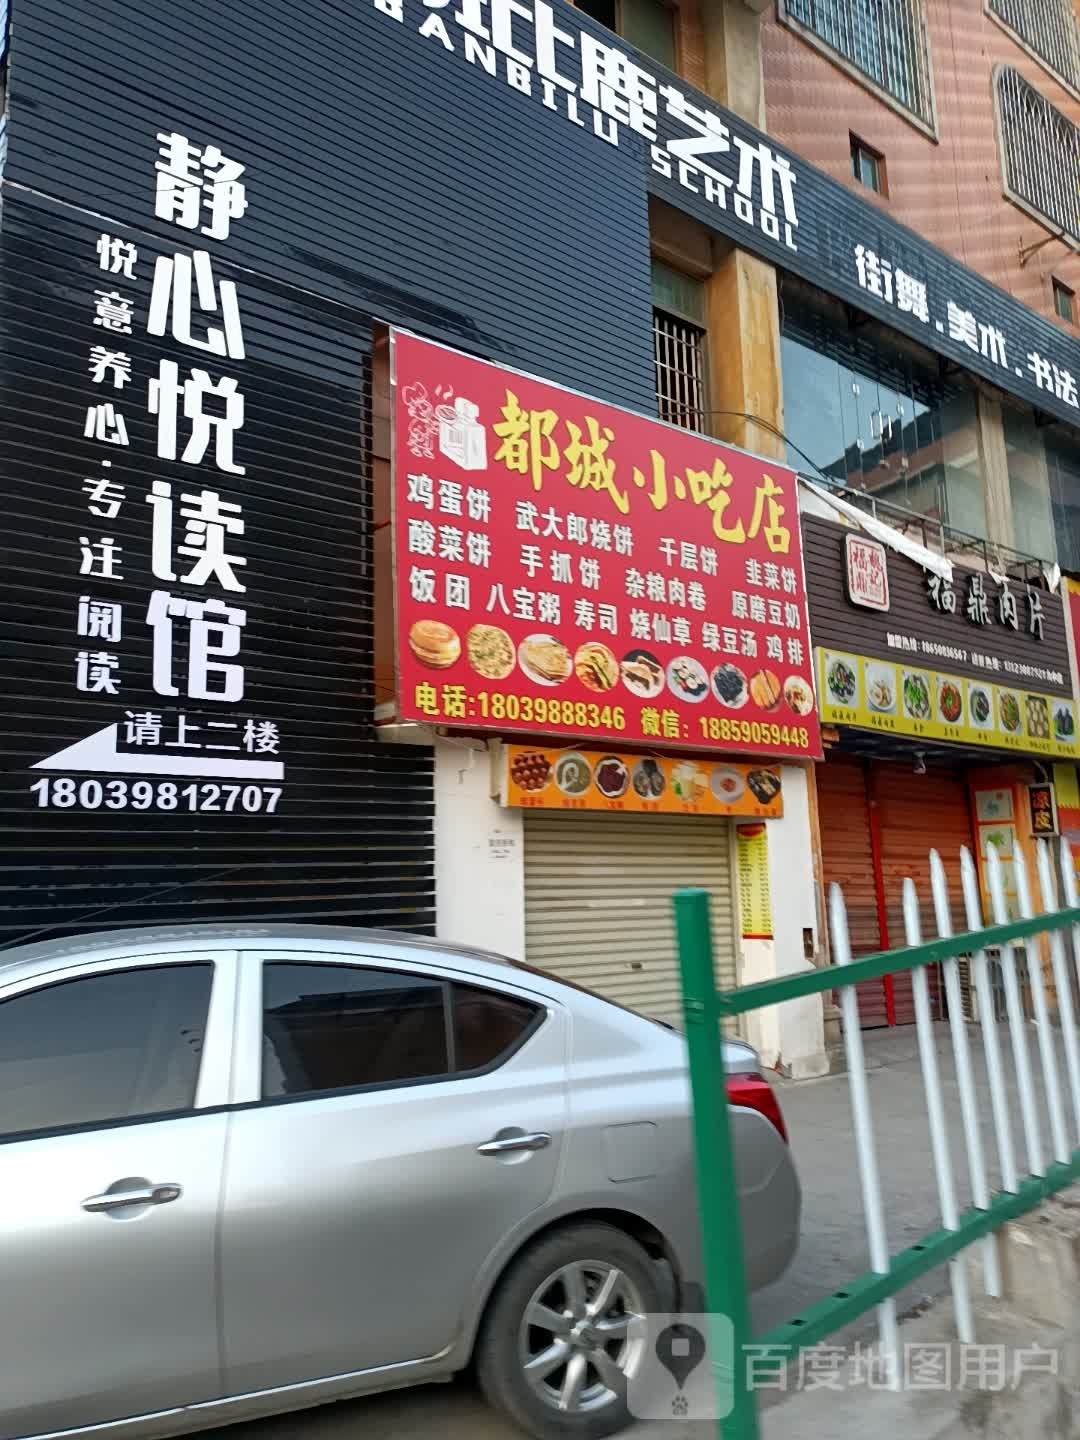 比鹿艺术
ANBILU SCHOOL
街舞.美术.书法
静心悦读馆
悦意养心·专注阅读
请上二楼
18039812707
都城小吃店
鸡蛋饼 武大郎烧饼 千层饼 韭菜饼
酸菜饼 手抓饼 杂粮肉卷 原磨豆奶
饭团 八宝粥 寿司 烧仙草 绿豆汤 鸡排
电话:18039888346 微信：18859059448
福鼎肉片
凉皮
百度地图用户